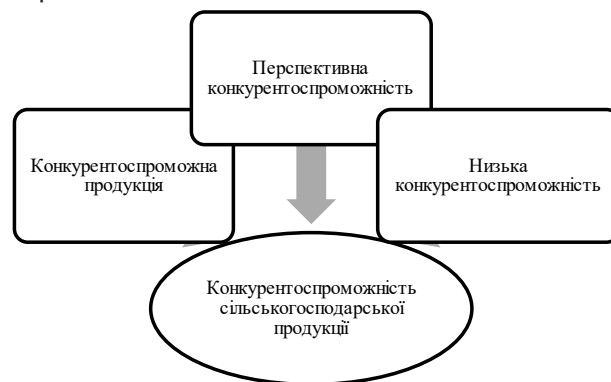 Перспективна
конкурентоспроможність
Конкурентоспроможна
продукція
Низька
конкурентоспроможність
Конкурентоспроможність
сільськогосподарської
продукції